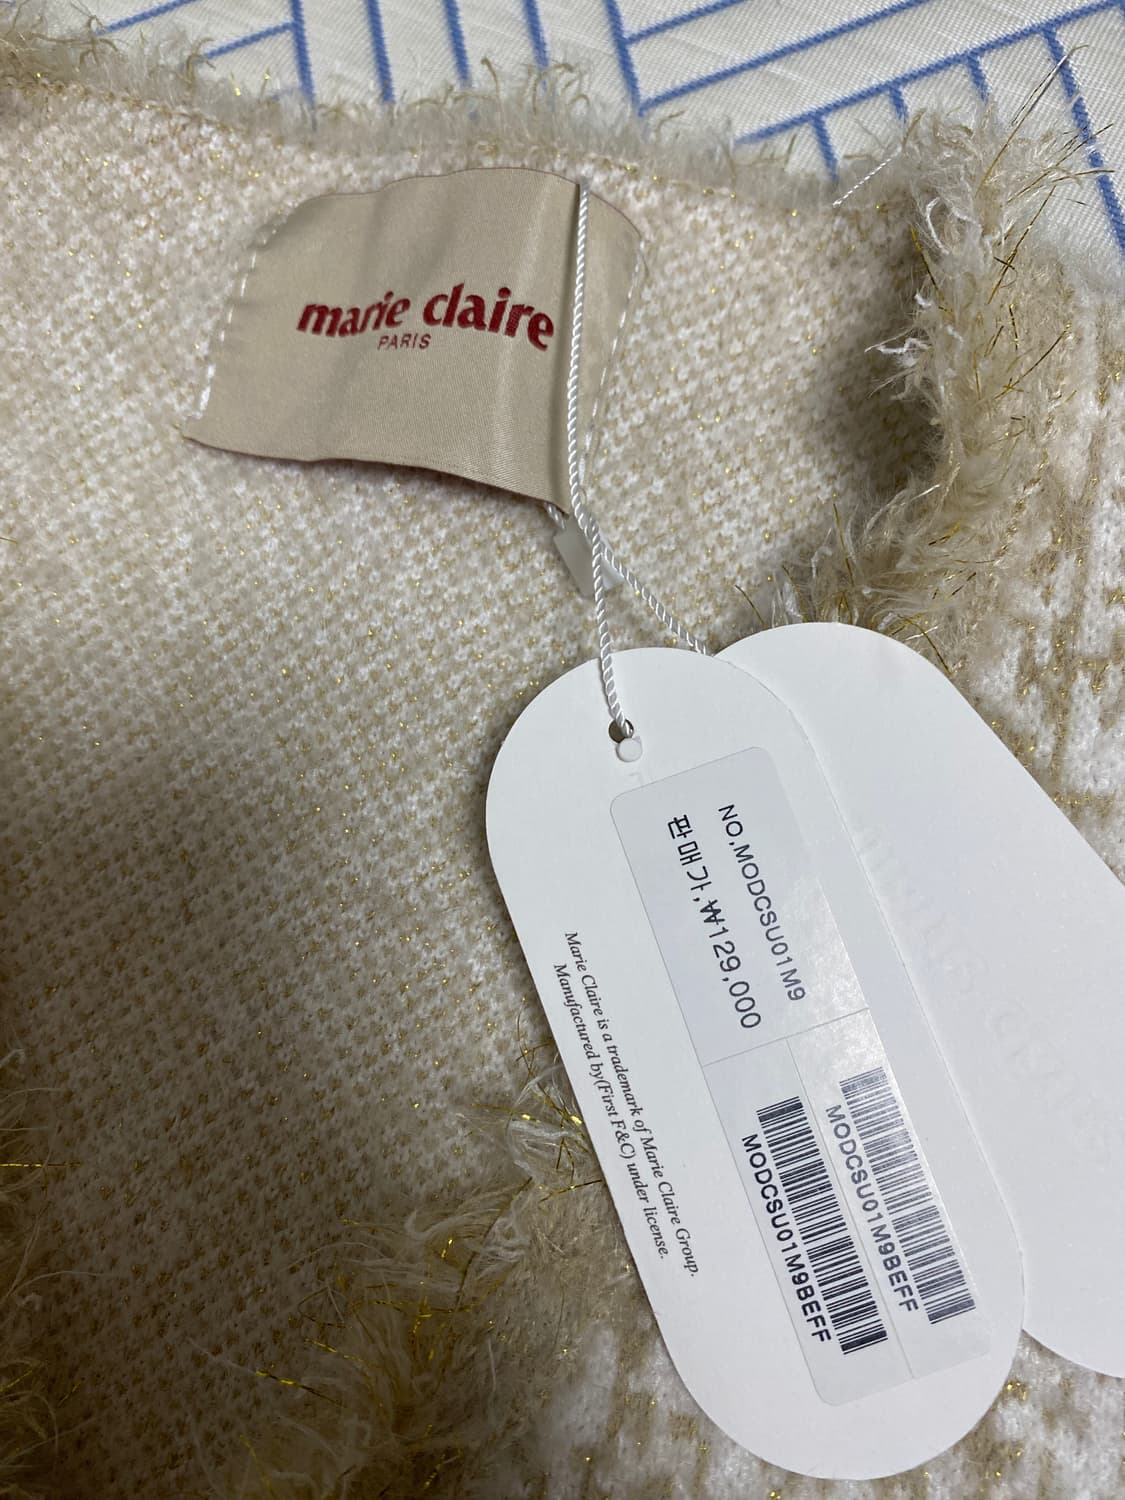 marie claire
PARIS
NO,MODCSU01M9
판매가,₩129,000
MODCSU01M9BEFF
MODCSU01M9BEFF
Marie Claire is a trademark of Marie Claire Group.
Manufactured by(First F&C) under license.